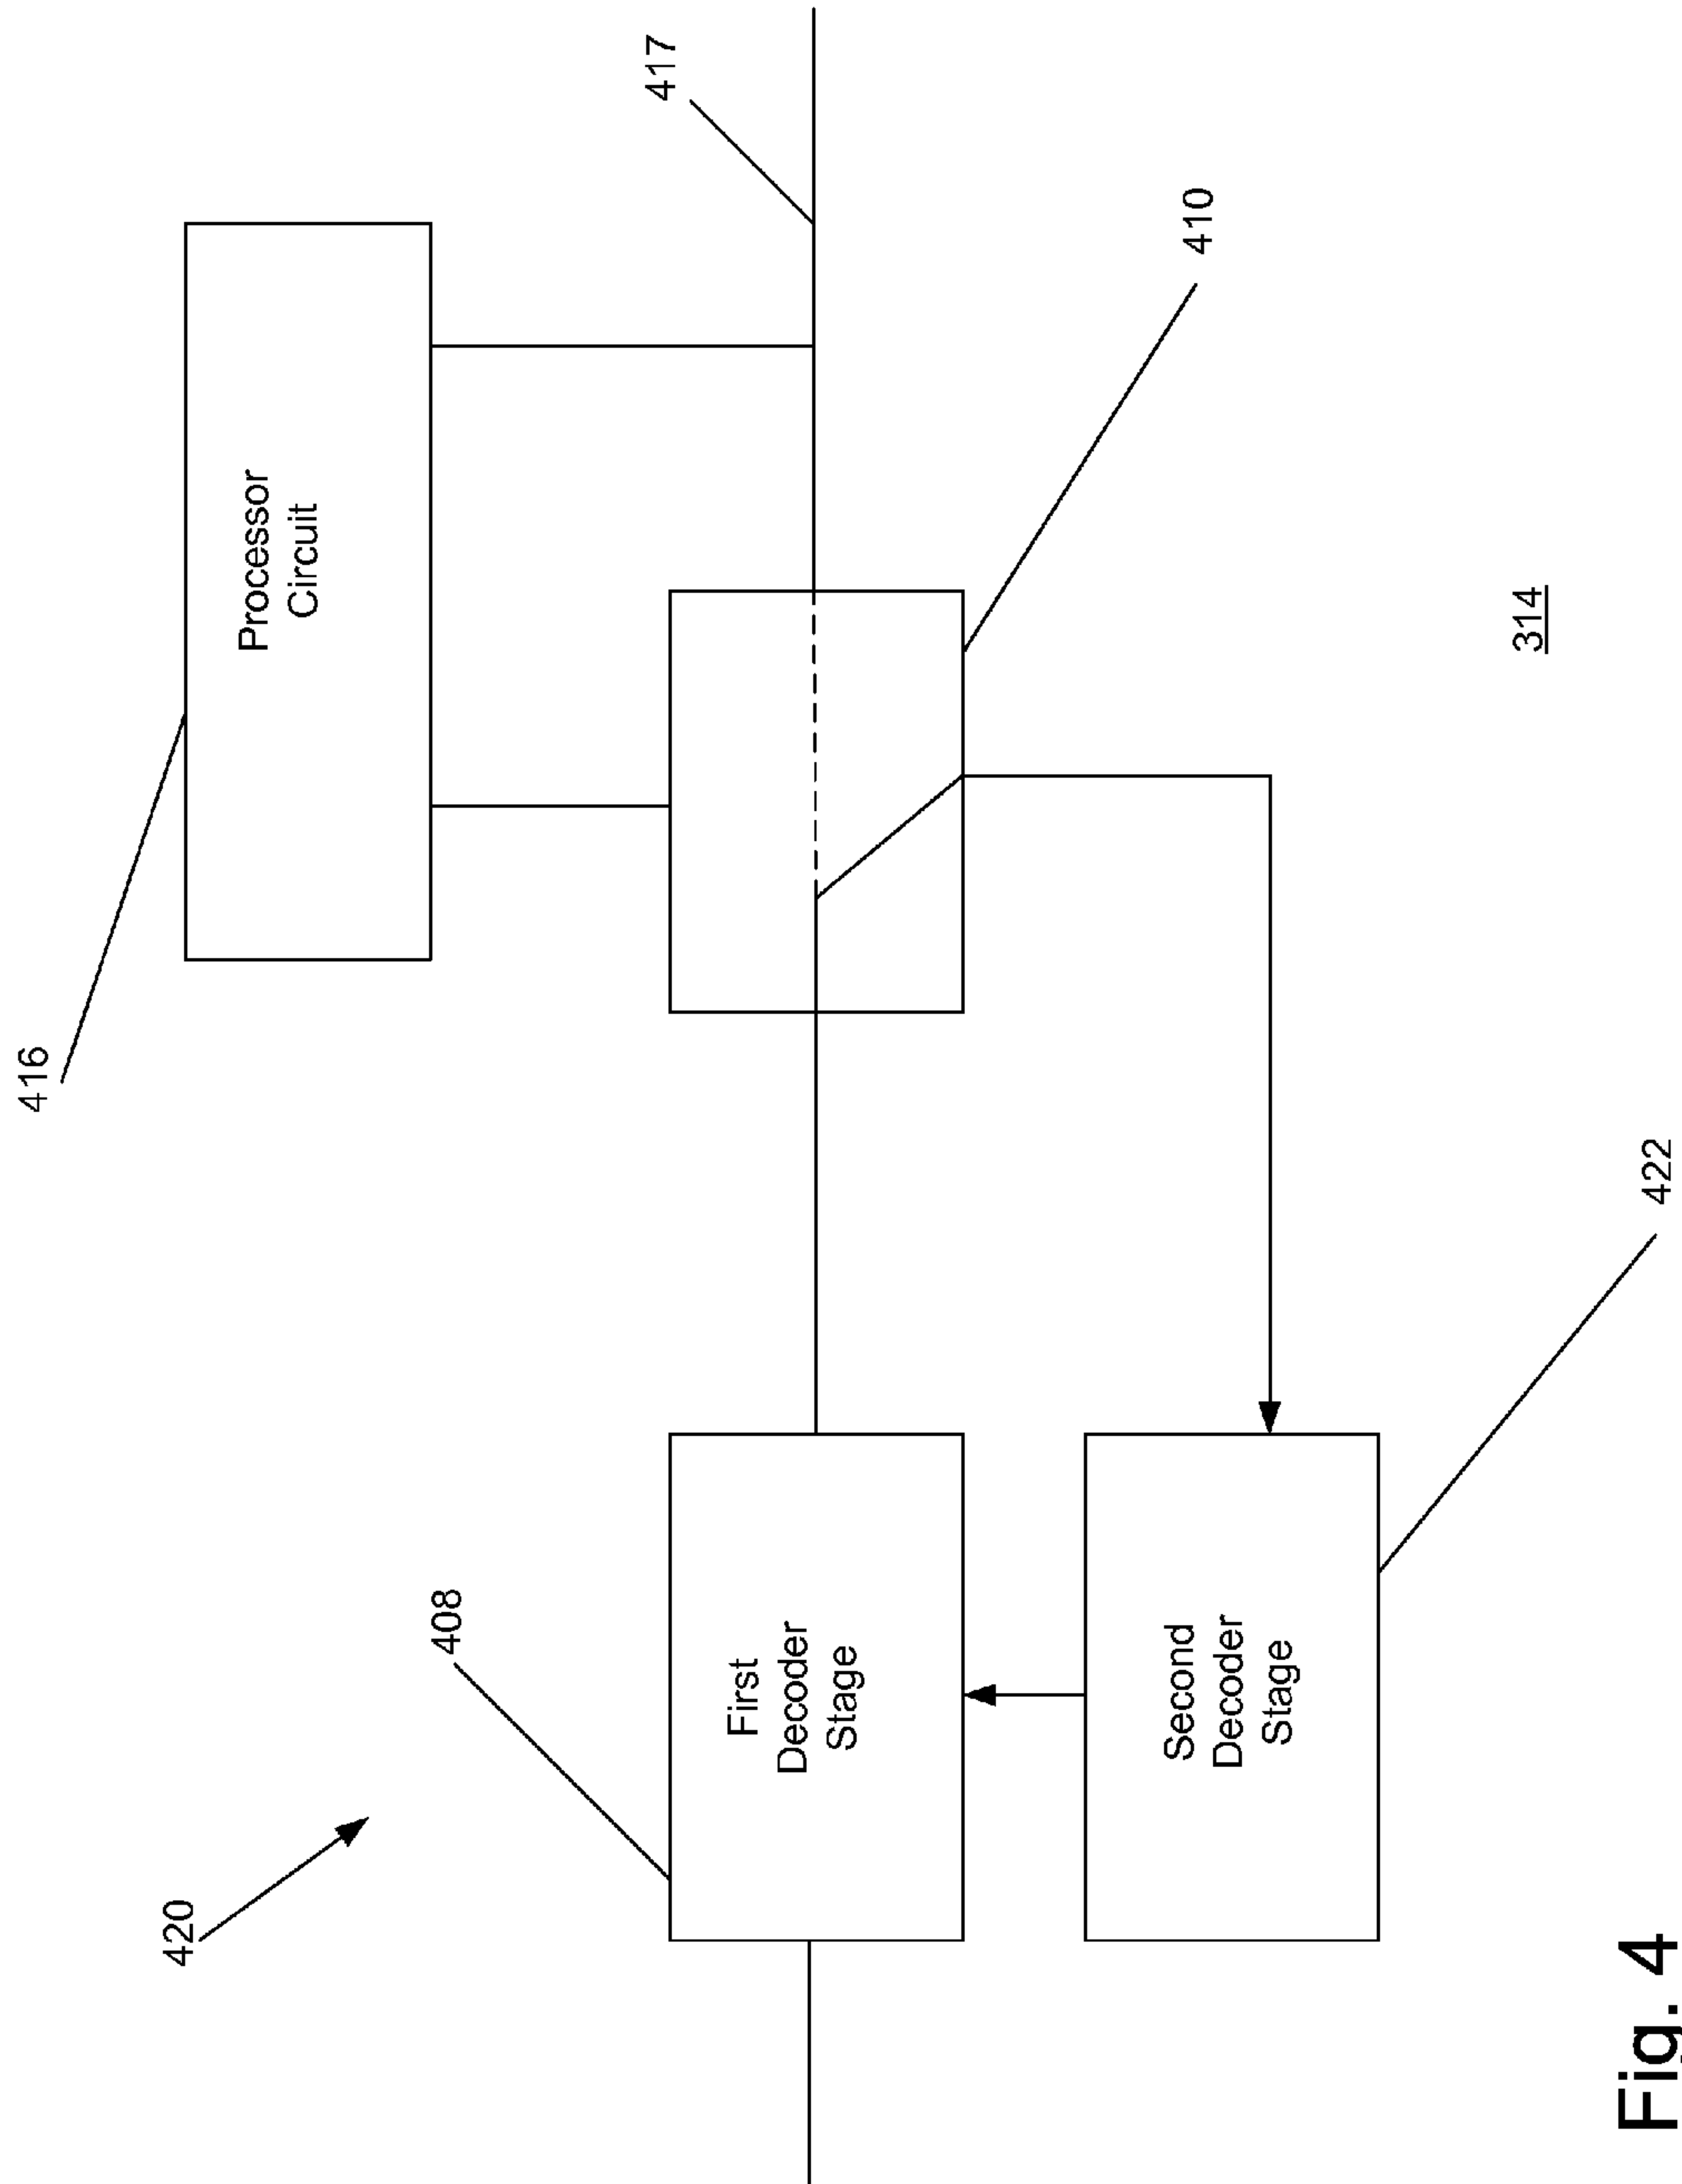 416
Processor
Circuit
417
420
408
First
Decoder
Stage
410
Second
Decoder
Stage
422
314
Fig. 4